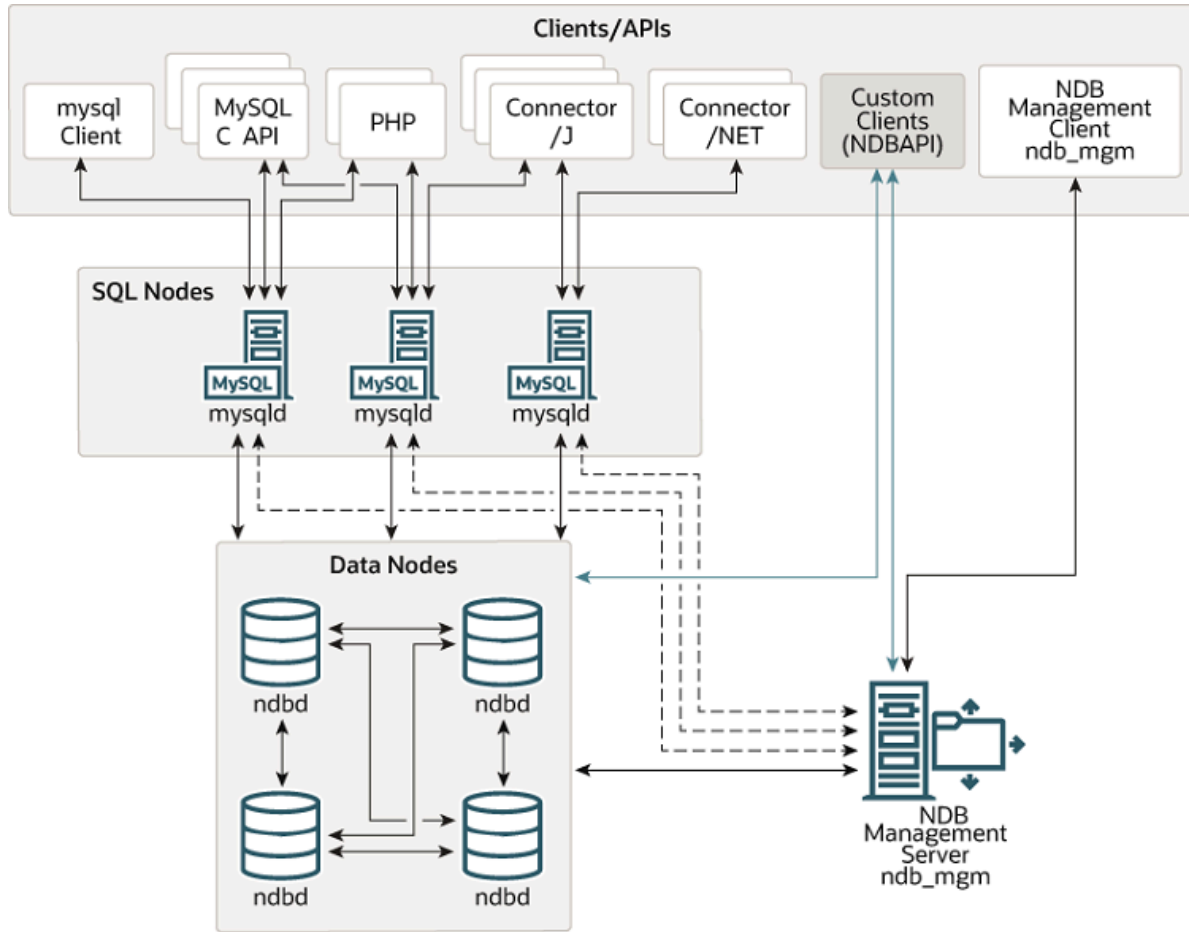 Clients/APIs
mysql
Client
MySQL
C API
PHP
Connector
/J
Connector
/NET
Custom
Clients
(NDBAPI)
NDB
Management
Client
ndb_mgm
SQL Nodes
MySQL
mysqld
MySQL
mysqld
MySQL
mysqld
Data Nodes
ndbd
ndbd
ndbd
ndbd
NDB
Management
Server
ndb_mgm